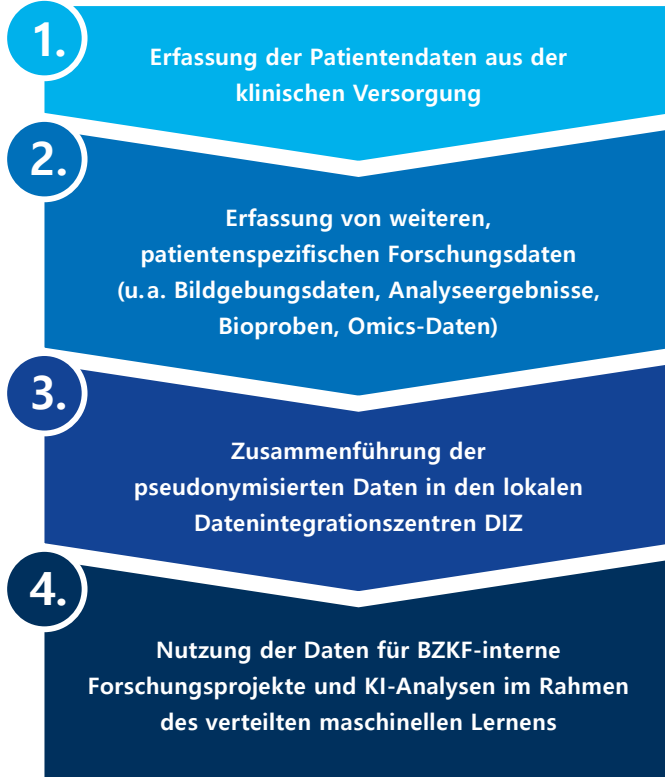 1.
Erfassung der Patientendaten aus der
klinischen Versorgung
2.
Erfassung von weiteren,
patientenspezifischen Forschungsdaten
(u. a. Bildgebungsdaten, Analyseergebnisse,
Bioproben, Omics-Daten)
3.
Zusammenführung der
pseudonymisierten Daten in den lokalen
Datenintegrationszentren DIZ
4.
Nutzung der Daten für BZKF-interne
Forschungsprojekte und KI-Analysen im Rahmen
des verteilten maschinellen Lernens